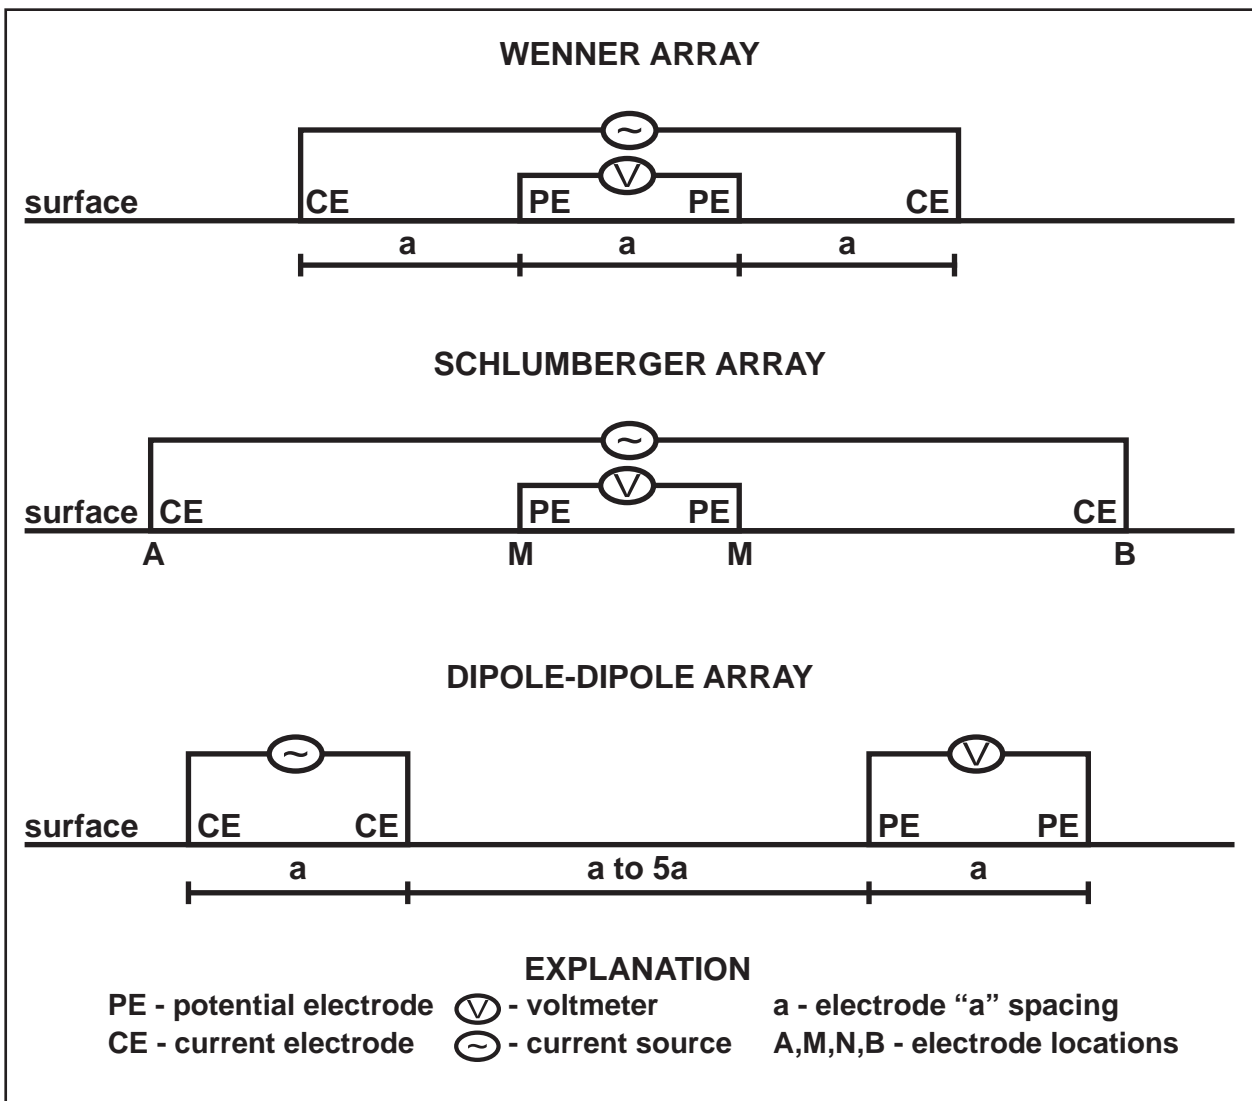 WENNER ARRAY
~
V
surface CE PE PE CE
a a a
SCHLUMBERGER ARRAY
~
V
surface CE PE PE CE
A M M B
DIPOLE-DIPOLE ARRAY
~ V
surface CE CE PE PE
a a to 5a a
EXPLANATION
PE - potential electrode V - voltmeter a - electrode “a” spacing
CE - current electrode ~ - current source A,M,N,B - electrode locations